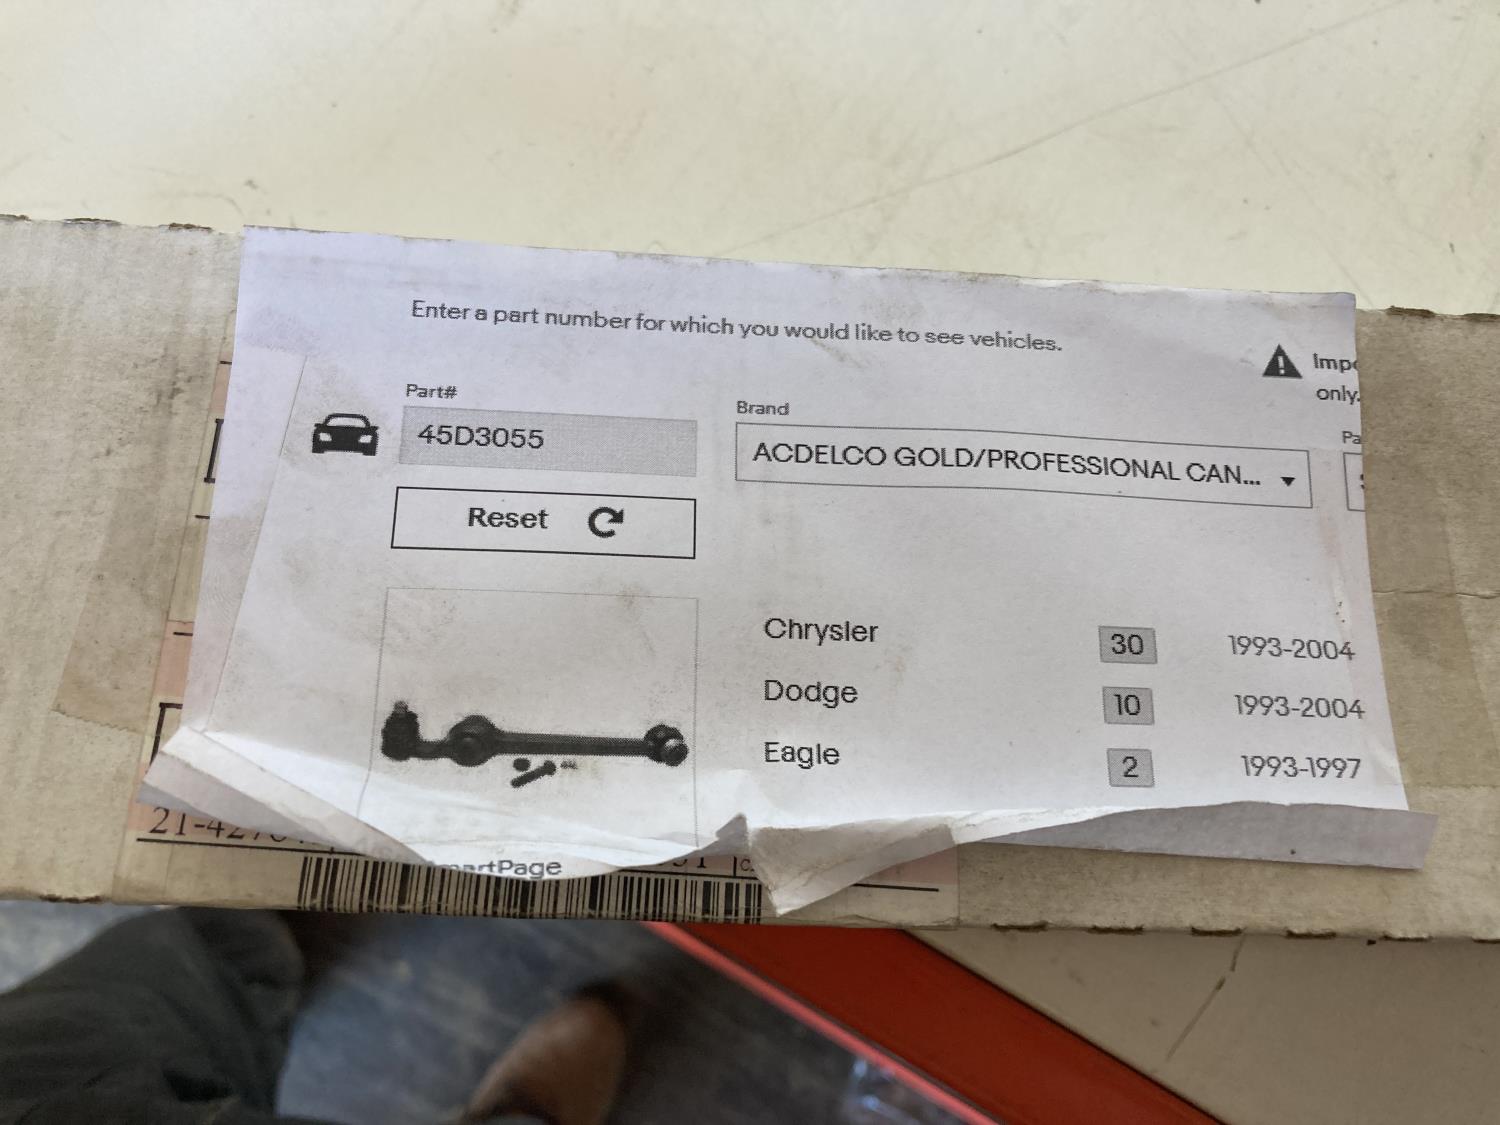 Enter a part number for which you would like to see vehicles.
only.
Part#
Brand
45D3055
ACDELCO GOLD/PROFESSIONAL CAN...
Reset
Chrysler 30 1993-2004
Dodge 10 1993-2004
Eagle 2 1993-1997